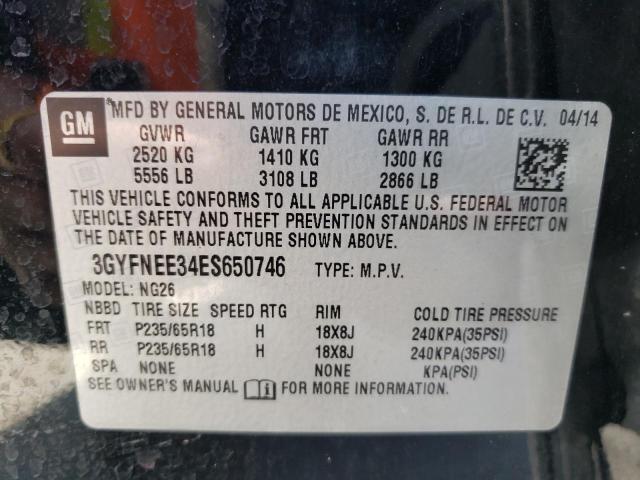 GM
MFD BY GENERAL MOTORS DE MEXICO, S. DE R.L. DE C.V. 04/14
GVWR GAWR FRT GAWR RR
2520 KG 1410 KG 1300 KG
5556 LB 3108 LB 2866 LB
THIS VEHICLE CONFORMS TO ALL APPLICABLE U.S. FEDERAL MOTOR
VEHICLE SAFETY AND THEFT PREVENTION STANDARDS IN EFFECT ON
THE DATE OF MANUFACTURE SHOWN ABOVE.
3GYFNEE34ES650746 TYPE: M.P.V.
MODEL: NG26
NBBD TIRE SIZE SPEED RTG RIM COLD TIRE PRESSURE
FRT P235/65R18 H 18X8J 240KPA(35PSI)
RR P235/65R18 H 18X8J 240KPA(35PSI)
SPA NONE NONE KPA(PSI)
SEE OWNER'S MANUAL FOR MORE INFORMATION.